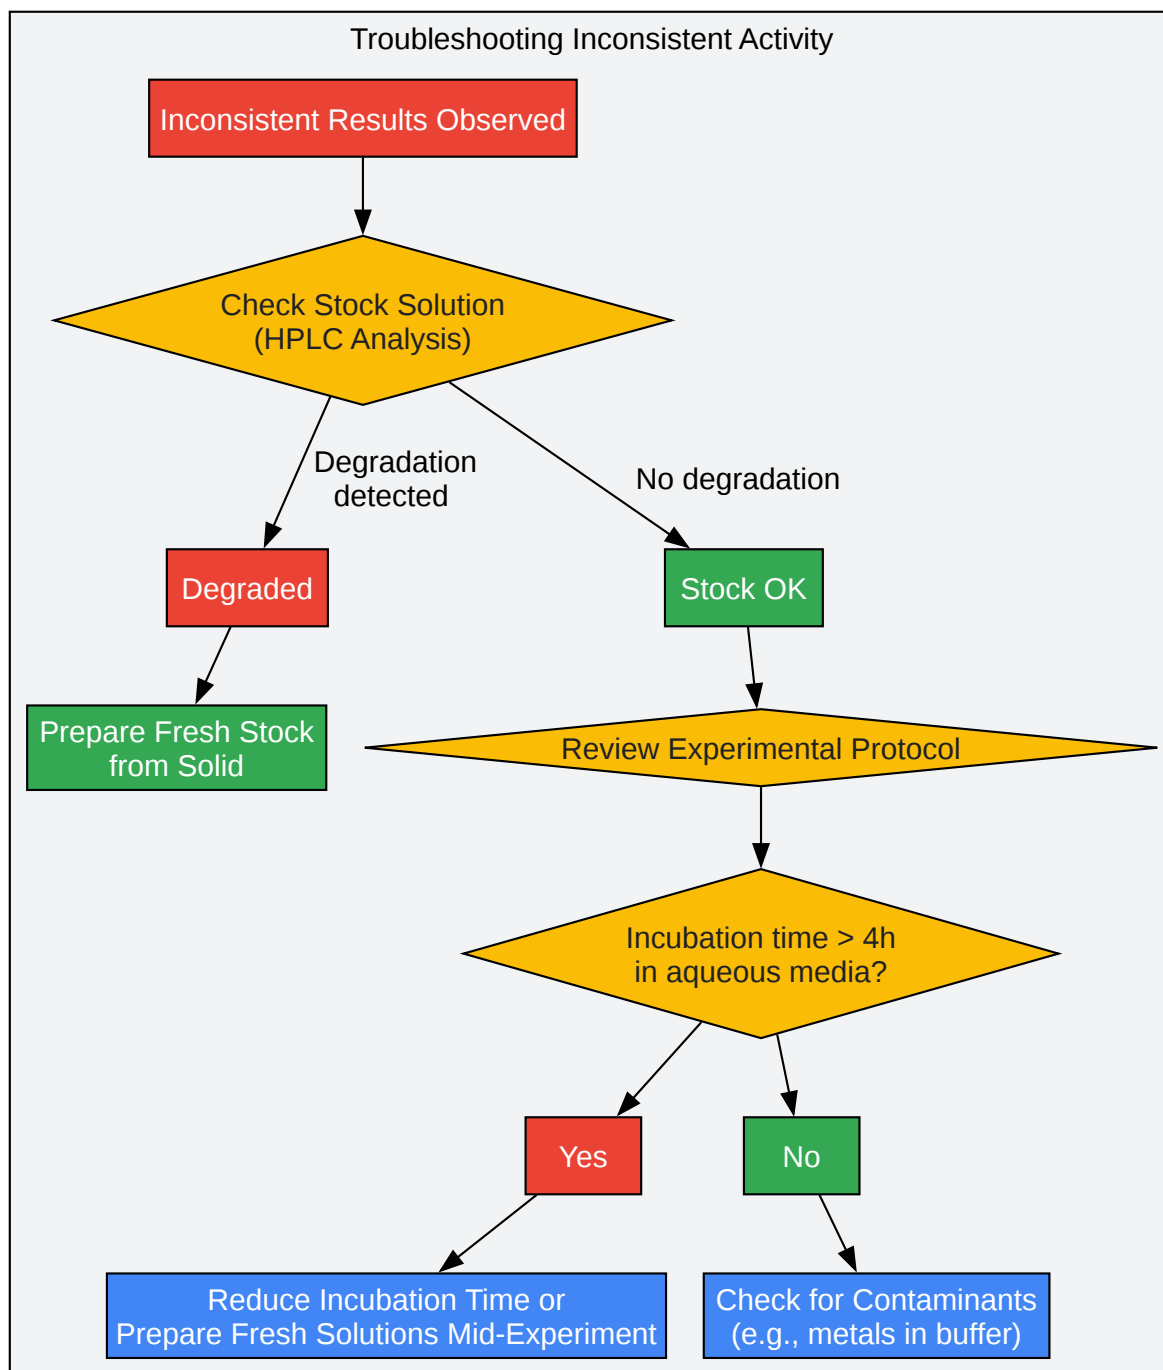 Troubleshooting Inconsistent Activity
Inconsistent Results Observed
Check Stock Solution
(HPLC Analysis)
Degradation
detected
No degradation
Degraded
Stock OK
Prepare Fresh Stock
from Solid
Review Experimental Protocol
Incubation time > 4h
in aqueous media?
Yes
No
Reduce Incubation Time or
Prepare Fresh Solutions Mid-Experiment
Check for Contaminants
(e.g., metals in buffer)